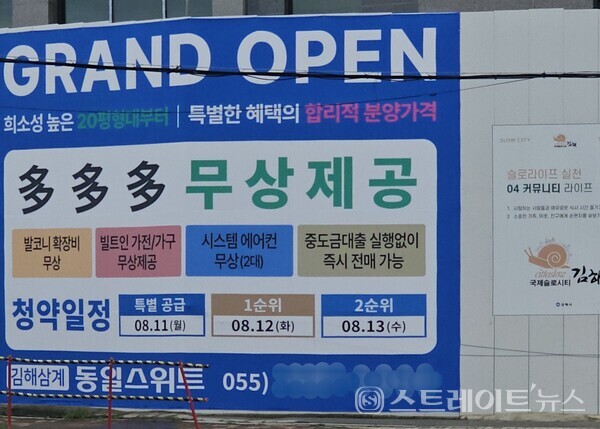 GRAND OPEN
희소성 높은 20평형대부터 | 특별한 혜택의 합리적 분양가격
多多多 무상제공
발코니 확장비 무상
빌트인 가전/가구 무상제공
시스템 에어컨 무상(2대)
중도금대출 실행없이 즉시 전매 가능
청약일정
특별 공급 08.11(월)
1순위 08.12(화)
2순위 08.13(수)
김해삼계 동일스위트 055)
SLOW CITY
슬로라이프 실천
04 커뮤니티 라이프
cittaslow
국제슬로시티 김해
스트레이트뉴스